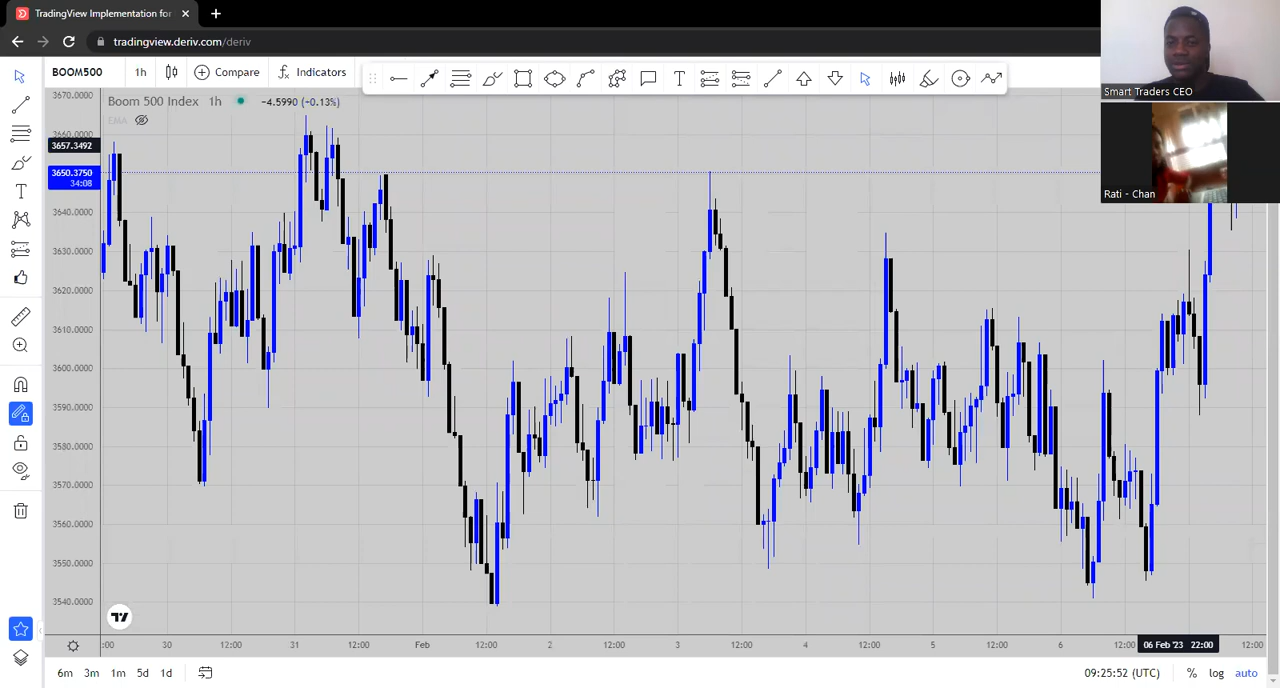 TradingView Implementation for
tradingview.deriv.com/deriv
BOOM500
1h
Compare
Indicators
T
Smart Traders CEO
Rati - Chan
Boom 500 Index 1h
−4.5990 (−0.13%)
EMA
3670.0000
3660.0000
3657.3492
3650.3750
34:08
3640.0000
3630.0000
3620.0000
3610.0000
3600.0000
3590.0000
3580.0000
3570.0000
3560.0000
3550.0000
3540.0000
:00 30 12:00 31 12:00 Feb 12:00 2 12:00 3 12:00 4 12:00 5 12:00 6 12:00 06 Feb '23 22:00 12:00
6m 3m 1m 5d 1d
09:25:52 (UTC) % log auto